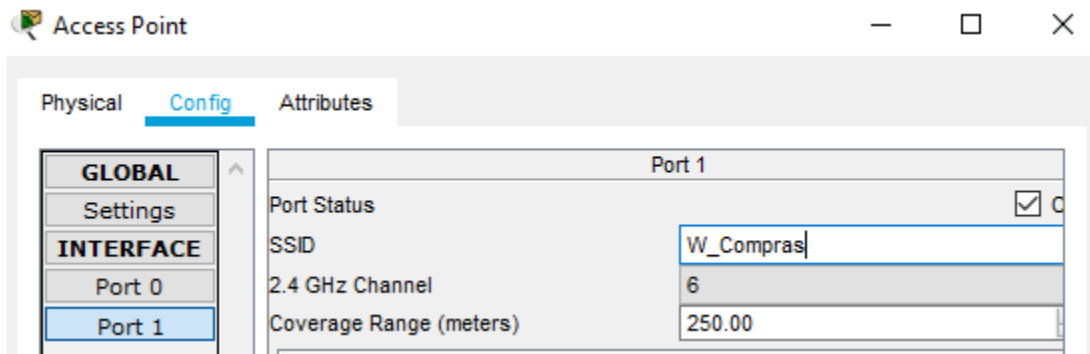 Access Point
Physical Config Attributes
GLOBAL
Settings
INTERFACE
Port 0
Port 1
Port 1
Port Status
SSID W_Compras
2.4 GHz Channel 6
Coverage Range (meters) 250.00